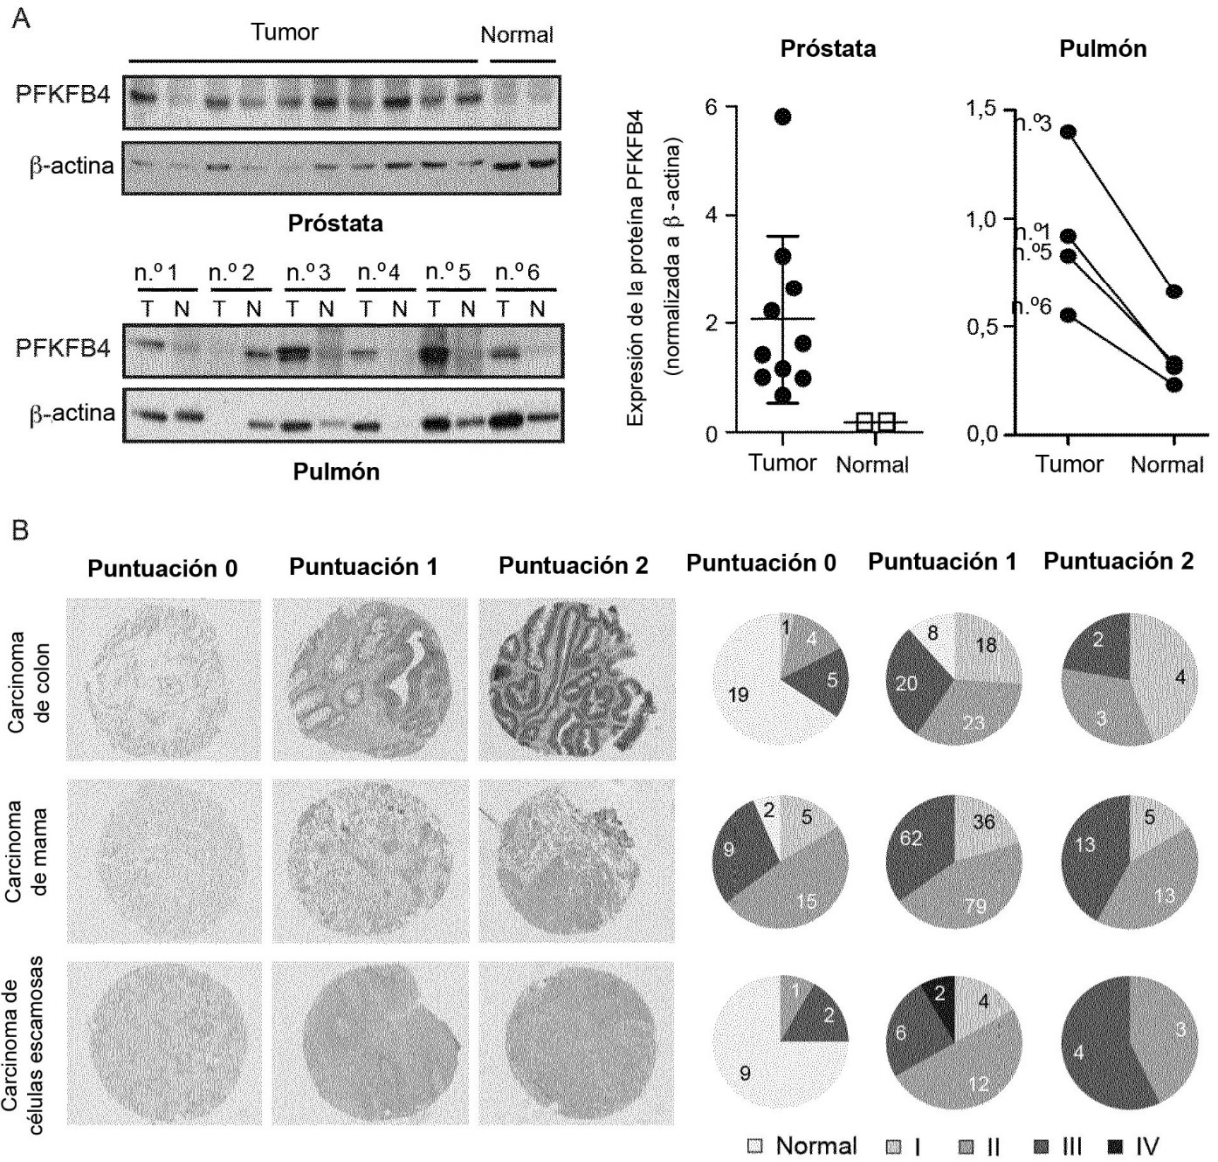 A
Tumor
Normal
PFKFB4
β-actina
Próstata
n.º 1 n.º 2 n.º 3 n.º 4 n.º 5 n.º 6
T N T N T N T N T N T N
PFKFB4
β-actina
Pulmón
Próstata
Expresión de la proteína PFKFB4
(normalizada a β-actina)
6
4
2
0
Tumor Normal
Pulmón
1,5
1,0
0,5
0,0
n.º3
n.º1
n.º5
n.º6
Tumor Normal
B
Puntuación 0 Puntuación 1 Puntuación 2 Puntuación 0 Puntuación 1 Puntuación 2
Carcinoma
de colon
1 4 5 19
8 18 23 20
2 4 3
Carcinoma
de mama
2 5 15 9
36 79 62
5 13 13
Carcinoma de
células escamosas
1 2 9
2 4 12 6
3 4
Normal I II III IV